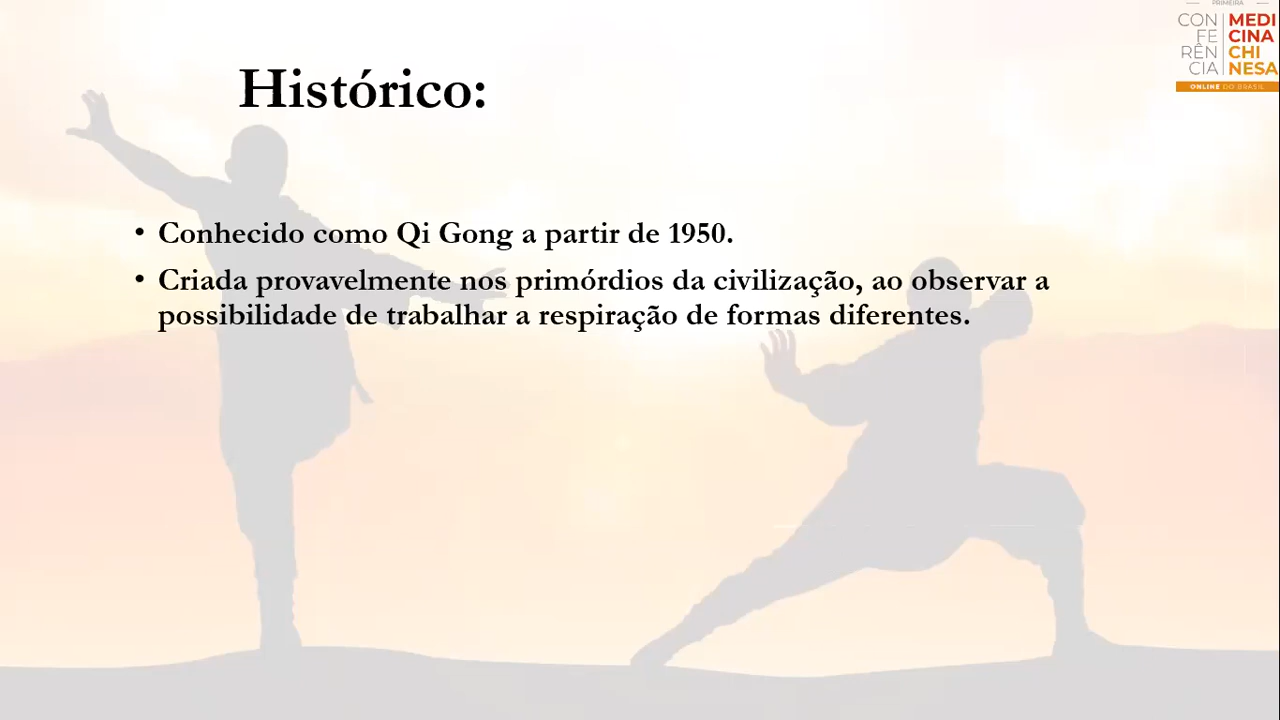 PRIMEIRA
CON MEDI
FE CINA
RÊN CHI
CIA NESA
ONLINE DO BRASIL
Histórico:
• Conhecido como Qi Gong a partir de 1950.
• Criada provavelmente nos primórdios da civilização, ao observar a
possibilidade de trabalhar a respiração de formas diferentes.